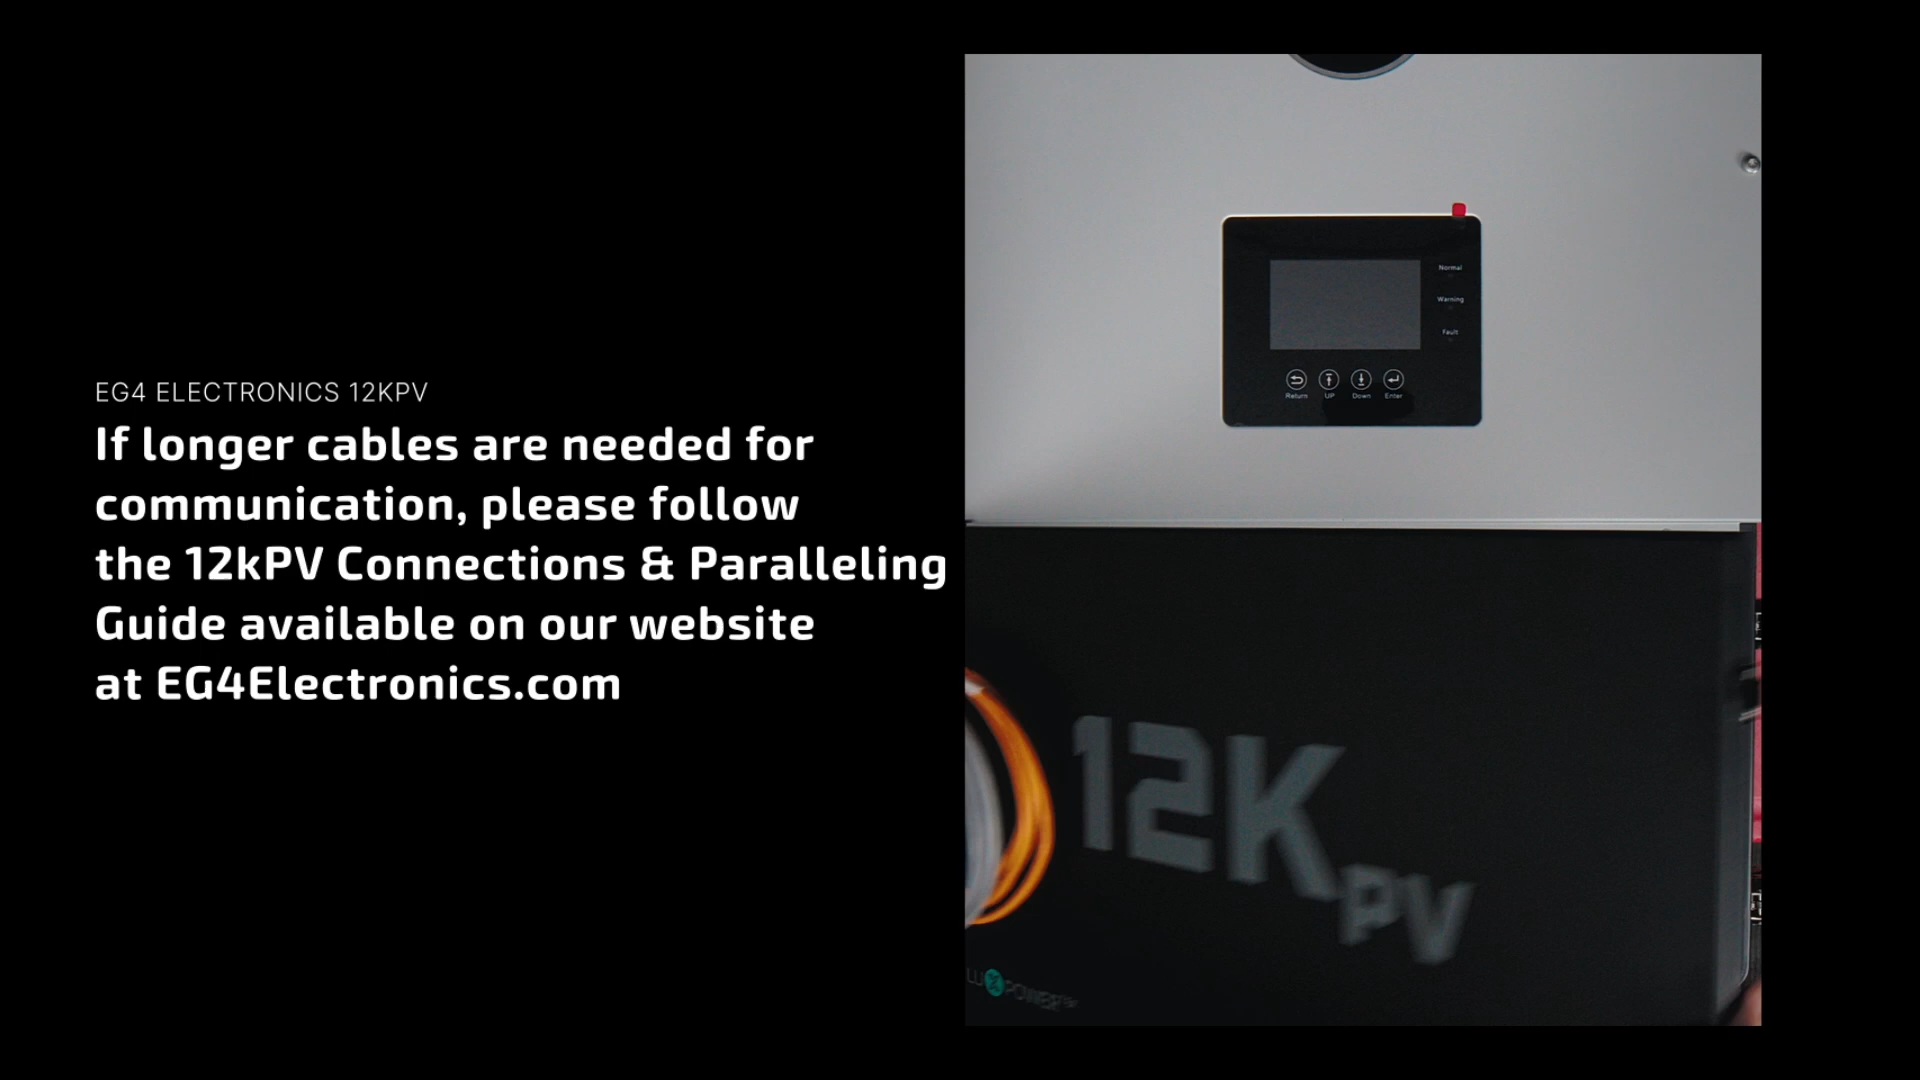 EG4 ELECTRONICS 12KPV
If longer cables are needed for
communication, please follow
the 12kPV Connections & Paralleling
Guide available on our website
at EG4Electronics.com
Normal
Warning
Fault
Return UP Down Enter
12K
PV
LUXPOWER